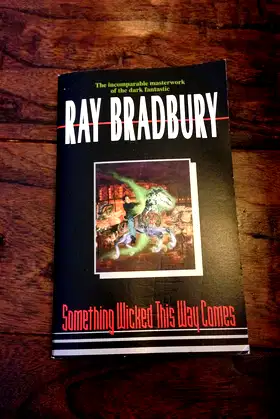 The incomparable masterwork
of the dark fantastic
RAY BRADBURY
Something Wicked This Way Comes